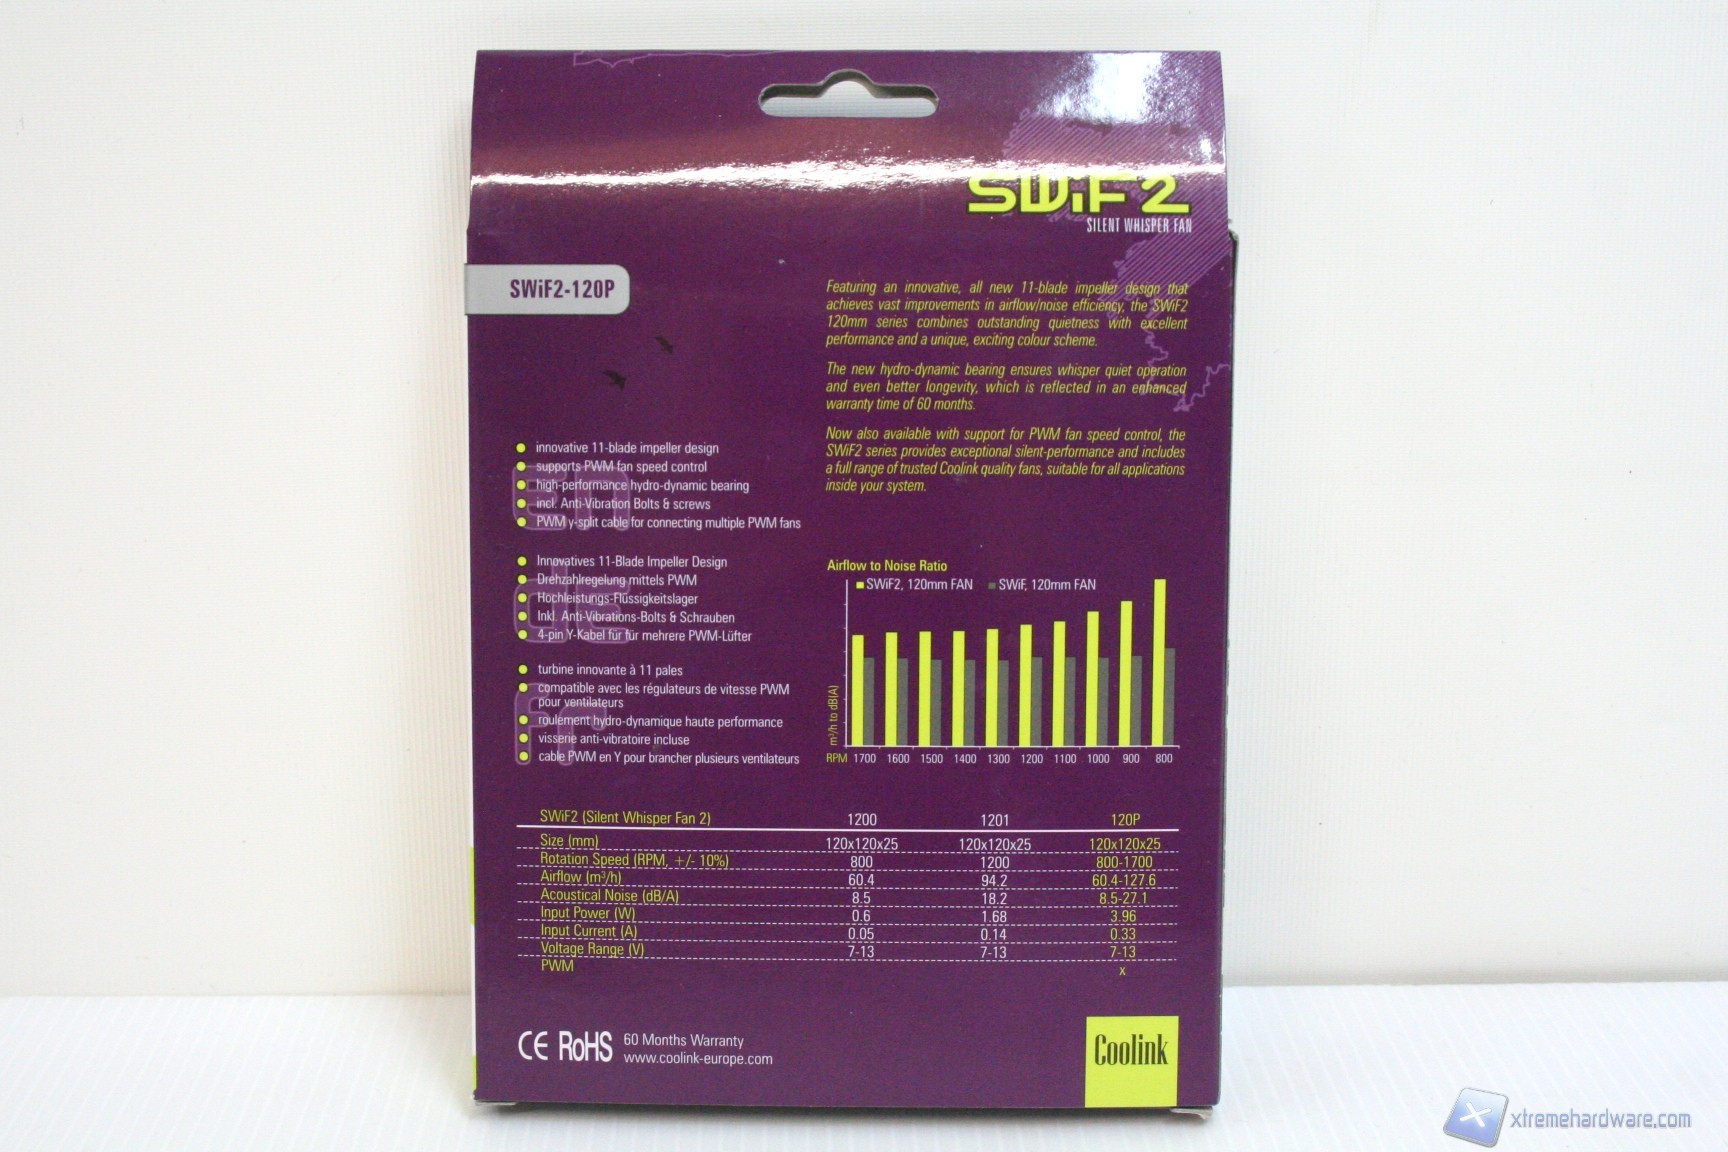 SWiF2
SILENT WHISPER FAN
SWiF2-120P
Featuring an innovative, all new 11-blade impeller design that
achieves vast improvements in airflow/noise efficiency, the SWiF2
120mm series combines outstanding quietness with excellent
performance and a unique, exciting colour scheme.
The new hydro-dynamic bearing ensures whisper quiet operation
and even better longevity, which is reflected in an enhanced
warranty time of 60 months.
Now also available with support for PWM fan speed control, the
SWiF2 series provides exceptional silent-performance and includes
a full range of trusted Coolink quality fans, suitable for all applications
inside your system.
en
innovative 11-blade impeller design
supports PWM fan speed control
high-performance hydro-dynamic bearing
incl. Anti-Vibration Bolts & screws
PWM y-split cable for connecting multiple PWM fans
de
Innovatives 11-Blade Impeller Design
Drehzahlregelung mittels PWM
Hochleistungs-Flüssigkeitslager
Inkl. Anti-Vibrations-Bolts & Schrauben
4-pin Y-Kabel für für mehrere PWM-Lüfter
fr
turbine innovante à 11 pales
compatible avec les régulateurs de vitesse PWM
pour ventilateurs
roulement hydro-dynamique haute performance
visserie anti-vibratoire incluse
cable PWM en Y pour brancher plusieurs ventilateurs
Airflow to Noise Ratio
SWiF2, 120mm FAN SWiF, 120mm FAN
m³/h to dB(A)
RPM 1700 1600 1500 1400 1300 1200 1100 1000 900 800
SWiF2 (Silent Whisper Fan 2) 1200 1201 120P
Size (mm) 120x120x25 120x120x25 120x120x25
Rotation Speed (RPM, +/- 10%) 800 1200 800-1700
Airflow (m³/h) 60.4 94.2 60.4-127.6
Acoustical Noise (dB/A) 8.5 18.2 8.5-27.1
Input Power (W) 0.6 1.68 3.96
Input Current (A) 0.05 0.14 0.33
Voltage Range (V) 7-13 7-13 7-13
PWM x
CE RoHS
60 Months Warranty
www.coolink-europe.com
Coolink
xtremehardware.com